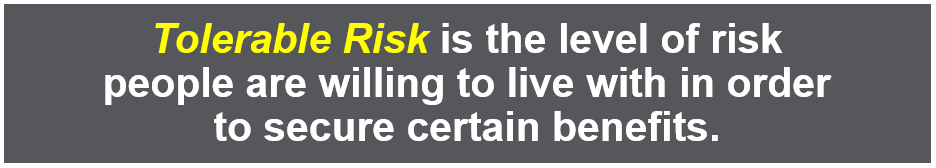 Tolerable Risk is the level of risk
people are willing to live with in order
to secure certain benefits.